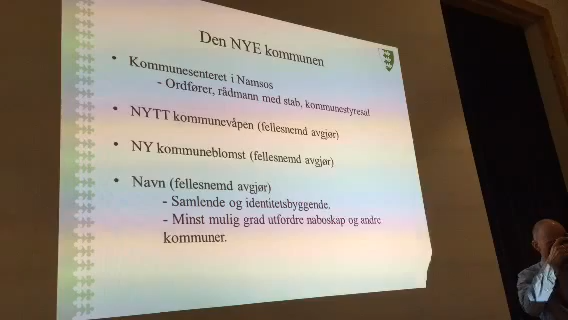 Den NYE kommunen
• Kommunesenteret i Namsos
- Ordfører, rådmann med stab, kommunestyresal
• NYTT kommunevåpen (fellesnemd avgjør)
• NY kommuneblomst (fellesnemd avgjør)
• Navn (fellesnemd avgjør)
- Samlende og identitetsbyggende.
- Minst mulig grad utfordre naboskap og andre
kommuner.